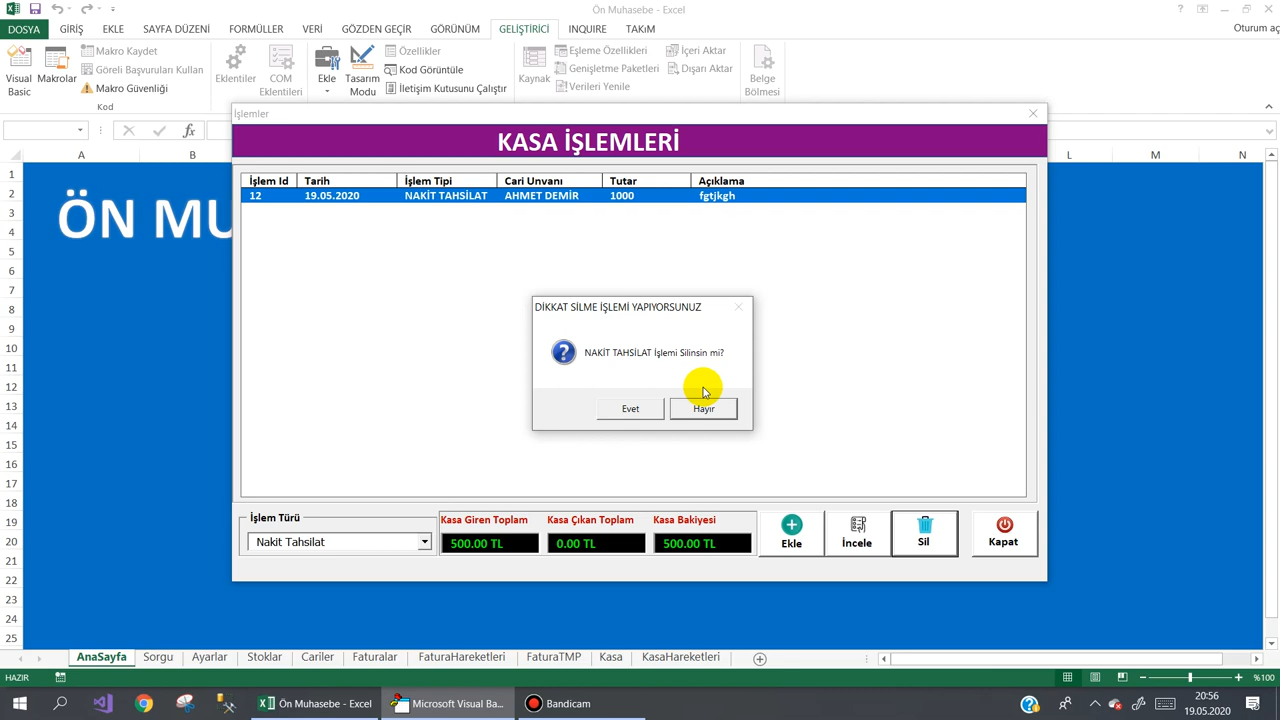 Ön Muhasebe - Excel
DOSYA GİRİŞ EKLE SAYFA DÜZENİ FORMÜLLER VERİ GÖZDEN GEÇİR GÖRÜNÜM GELİŞTİRİCİ INQUIRE TAKıM Oturum aç
Visual Basic
Makrolar
Makro Kaydet
Göreli Başvuruları Kullan
Makro Güvenliği
Kod
Eklentiler
COM Eklentileri
Ekle
Tasarım Modu
Özellikler
Kod Görüntüle
İletişim Kutusunu Çalıştır
Kaynak
Eşleme Özellikleri
Genişletme Paketleri
Verileri Yenile
İçeri Aktar
Dışarı Aktar
Belge Bölmesi
fx
A B L M N
1
2
3
4
5
6
7
8
9
10
11
12
13
14
15
16
17
18
19
20
21
22
23
24
25
ÖN MU
İşlemler
KASA İŞLEMLERİ
İşlem Id Tarih İşlem Tipi Cari Unvanı Tutar Açıklama
12 19.05.2020 NAKİT TAHSİLAT AHMET DEMİR 1000 fgtjkgh
DİKKAT SİLME İŞLEMİ YAPIYORSUNUZ
NAKİT TAHSİLAT İşlemi Silinsin mi?
Evet Hayır
İşlem Türü
Nakit Tahsilat
Kasa Giren Toplam Kasa Çıkan Toplam Kasa Bakiyesi
500.00 TL 0.00 TL 500.00 TL
Ekle İncele Sil Kapat
AnaSayfa Sorgu Ayarlar Stoklar Cariler Faturalar FaturaHareketleri FaturaTMP Kasa KasaHareketleri
HAZIR %100
Ön Muhasebe - Excel Microsoft Visual Ba... Bandicam
20:56
19.05.2020